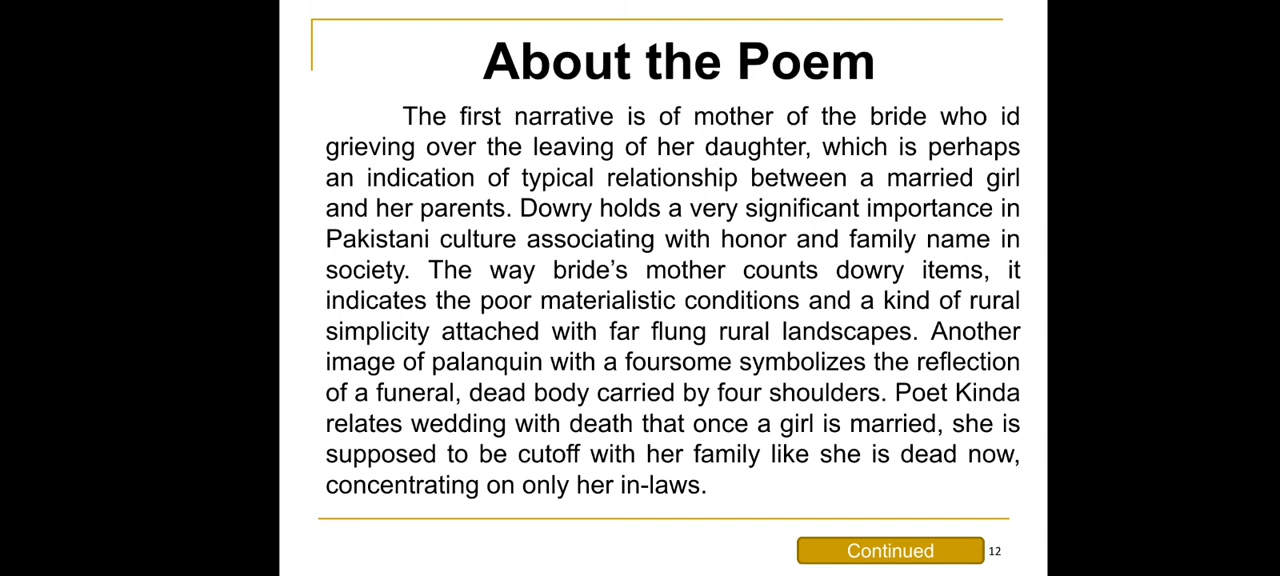 About the Poem
The first narrative is of mother of the bride who id
grieving over the leaving of her daughter, which is perhaps
an indication of typical relationship between a married girl
and her parents. Dowry holds a very significant importance in
Pakistani culture associating with honor and family name in
society. The way bride’s mother counts dowry items, it
indicates the poor materialistic conditions and a kind of rural
simplicity attached with far flung rural landscapes. Another
image of palanquin with a foursome symbolizes the reflection
of a funeral, dead body carried by four shoulders. Poet Kinda
relates wedding with death that once a girl is married, she is
supposed to be cutoff with her family like she is dead now,
concentrating on only her in-laws.
Continued
12